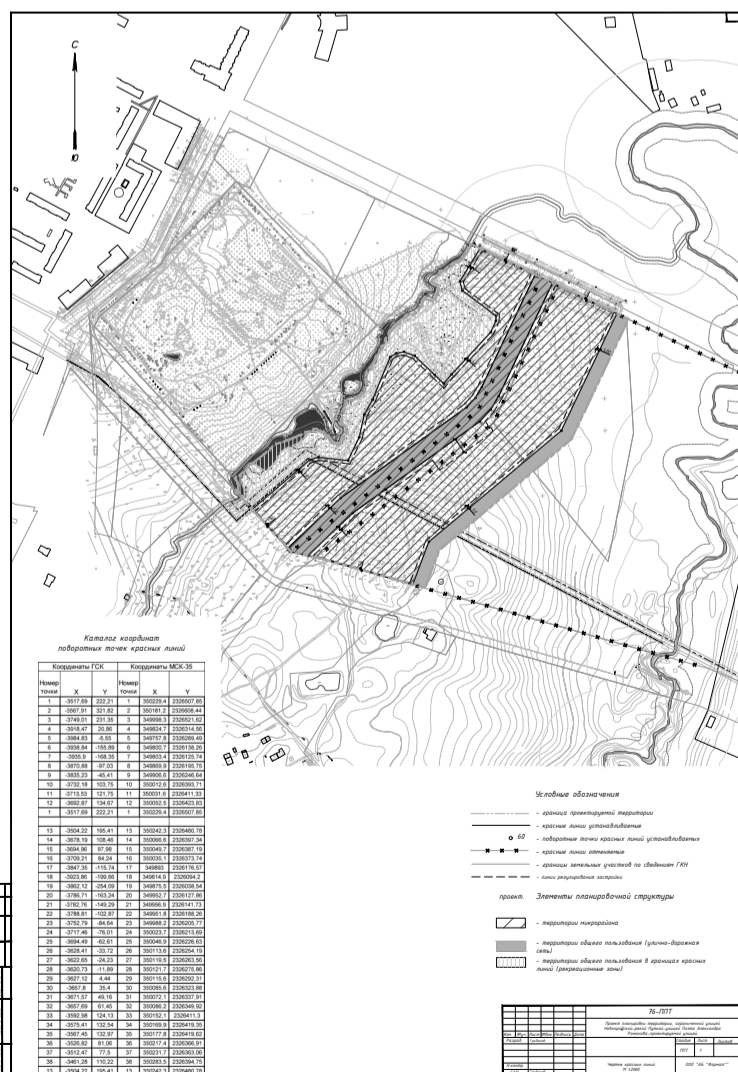 С
Ю
Каталог координат
поворотных точек красных линий
Координаты ГСК Координаты МСК-35
Номер точки X Y Номер точки X Y
1 -3517,69 222,21 1 350229,4 2326507,85
2 -3567,91 321,82 2 350181,2 2326608,44
3 -3749,01 231,35 3 349998,3 2326521,62
4 -3918,47 20,86 4 349824,7 2326314,56
5 -3984,83 -5,55 5 349757,8 2326289,49
6 -3938,84 -155,89 6 349800,7 2326138,26
7 -3935,9 -168,35 7 349803,4 2326125,74
8 -3870,88 -97,03 8 349869,9 2326195,75
9 -3835,23 -45,41 9 349906,6 2326246,64
10 -3732,18 103,75 10 350012,6 2326393,71
11 -3713,53 121,75 11 350031,6 2326411,33
12 -3692,87 134,67 12 350052,5 2326423,83
1 -3517,69 222,21 1 350229,4 2326507,85
13 -3504,22 195,41 13 350242,3 2326480,78
14 -3678,19 108,46 14 350066,6 2326397,34
15 -3694,96 97,98 15 350049,7 2326387,19
16 -3709,21 84,24 16 350035,1 2326373,74
17 -3847,35 -115,74 17 349893 2326176,57
18 -3923,86 -199,66 18 349814,9 2326094,2
19 -3862,12 -254,09 19 349875,5 2326038,54
20 -3786,71 -163,24 20 349952,7 2326127,86
21 -3782,76 -149,29 21 349956,9 2326141,73
22 -3788,81 -102,87 22 349951,8 2326188,26
23 -3752,79 -84,64 23 349988,2 2326205,77
24 -3717,46 -76,01 24 350023,7 2326213,69
25 -3694,49 -62,61 25 350046,9 2326226,63
26 -3628,41 -33,72 26 350113,6 2326254,19
27 -3622,65 -24,23 27 350119,5 2326263,56
28 -3620,73 -11,89 28 350121,7 2326275,86
29 -3627,12 4,44 29 350115,6 2326292,31
30 -3657,8 35,4 30 350085,6 2326323,88
31 -3671,57 49,16 31 350072,1 2326337,91
32 -3657,69 61,45 32 350086,2 2326349,92
33 -3592,98 124,13 33 350152,1 2326411,3
34 -3575,41 132,54 34 350169,9 2326419,35
35 -3567,45 132,97 35 350177,8 2326419,62
36 -3526,82 81,06 36 350217,4 2326366,91
37 -3512,47 77,5 37 350231,7 2326363,06
38 -3461,28 110,22 38 350283,5 2326394,75
13 -3504,22 195,41 13 350242,3 2326480,78
Условные обозначения
- граница проектируемой территории
- красные линии устанавливаемые
60 - поворотные точки красных линий устанавливаемых
- красные линии отменяемые
- границы земельных участков по сведениям ГКН
- линии регулирования застройки
проект. Элементы планировочной структуры
- территории микрорайона
- территории общего пользования (улично-дорожная
сеть)
- территории общего пользования в границах красных
линий (рекреационные зоны)
76-ППТ
Проект планировки территории, ограниченной улицей
Чертеж красных линий
М 1:2000